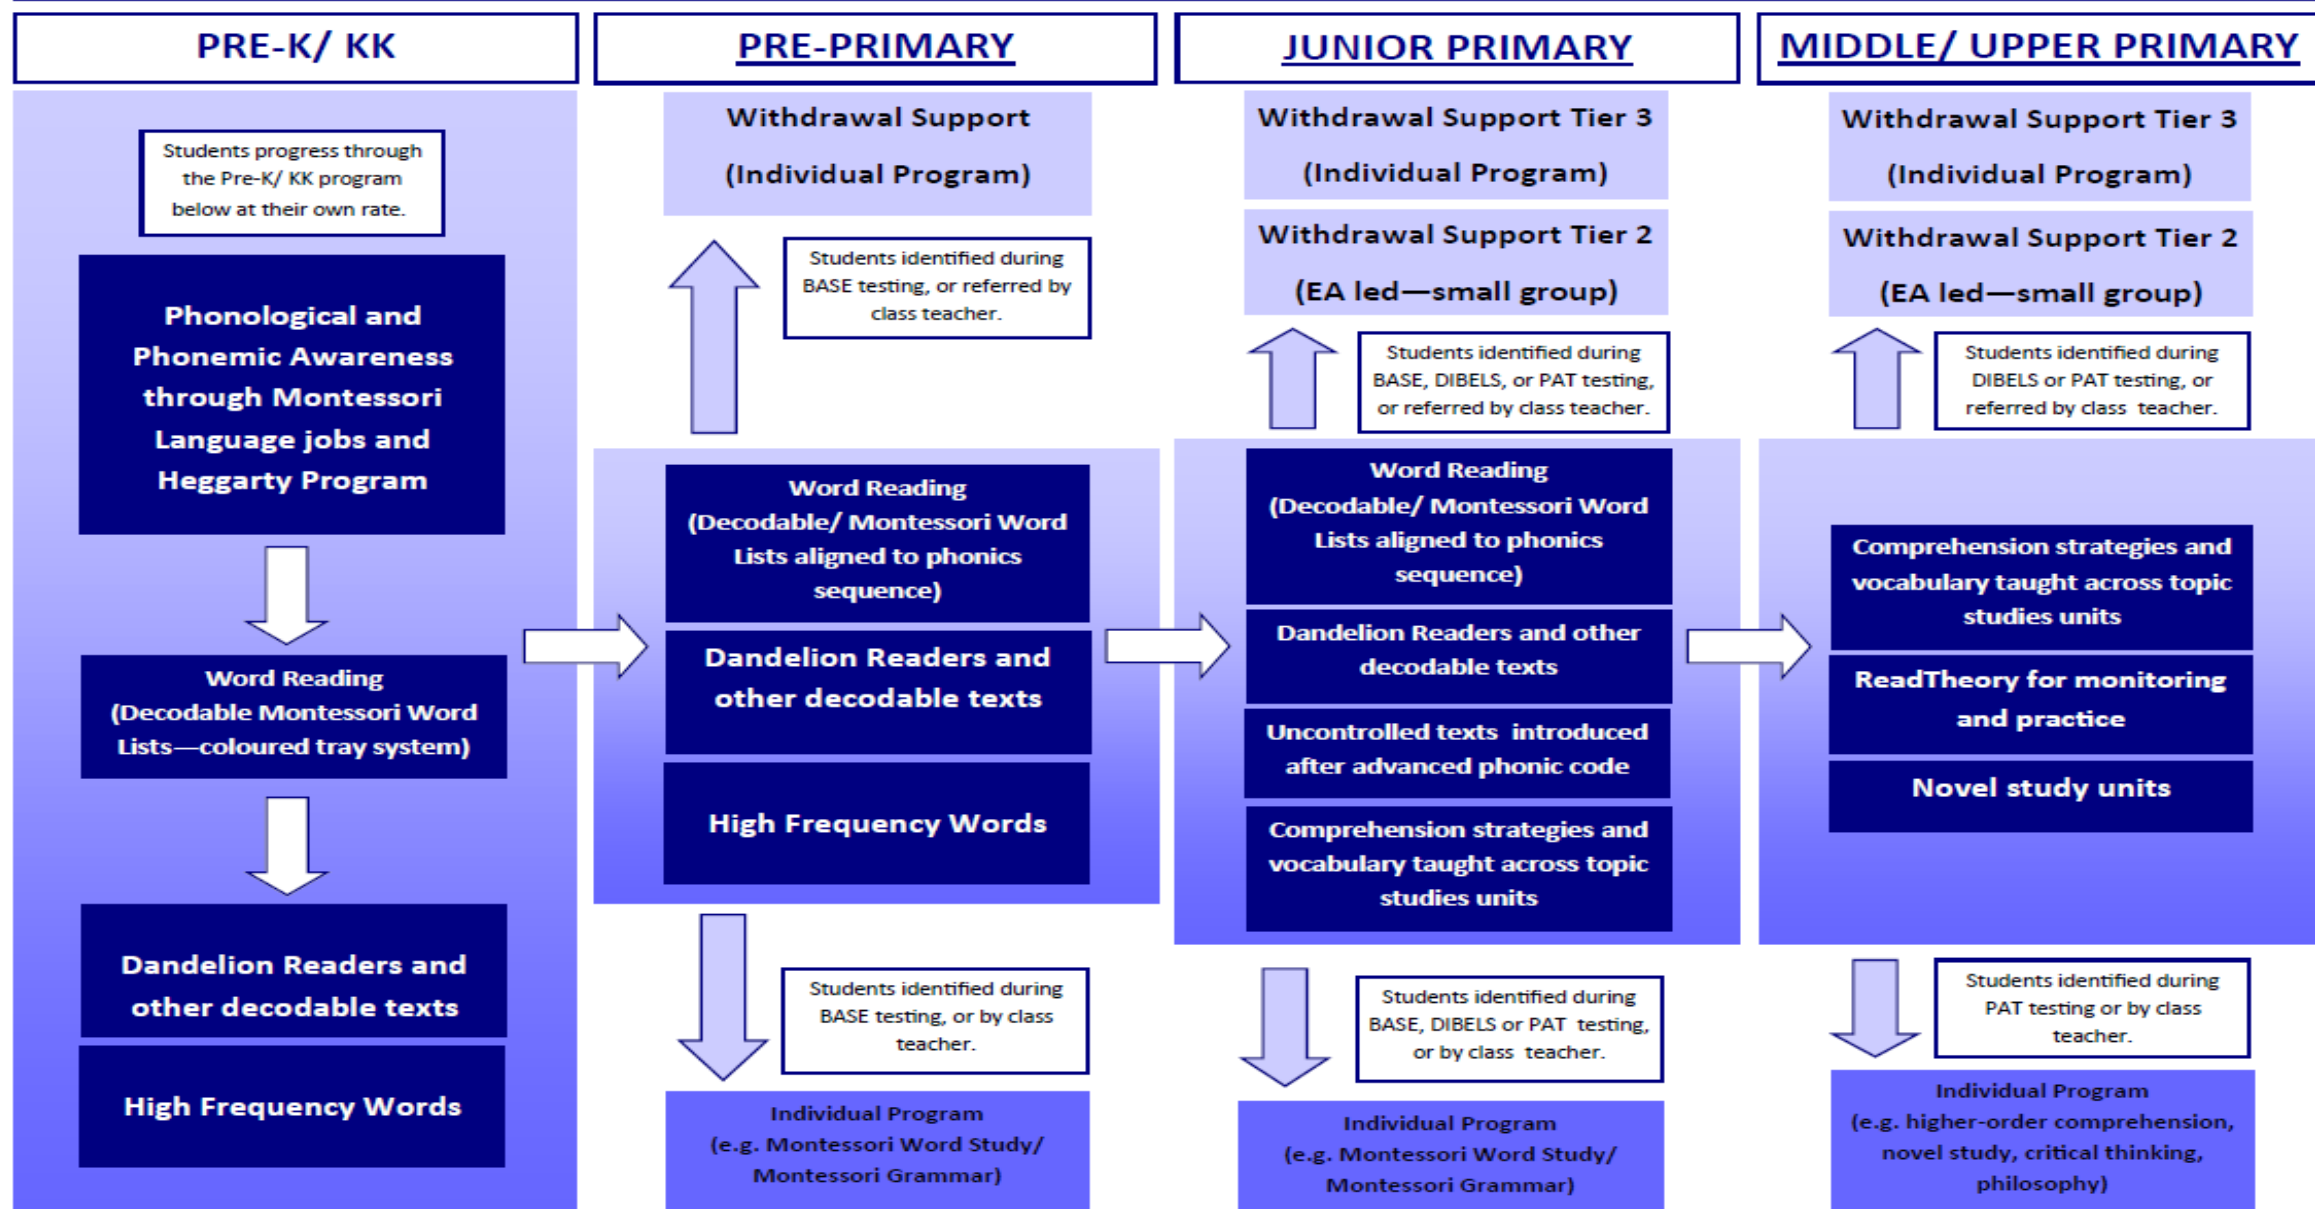 PRE-K/ KK
Students progress through
the Pre-K/ KK program
below at their own rate.
Phonological and
Phonemic Awareness
through Montessori
Language jobs and
Heggarty Program
Word Reading
(Decodable Montessori Word
Lists—coloured tray system)
Dandelion Readers and
other decodable texts
High Frequency Words
PRE-PRIMARY
Withdrawal Support
(Individual Program)
Students identified during
BASE testing, or referred by
class teacher.
Word Reading
(Decodable/ Montessori Word
Lists aligned to phonics
sequence)
Dandelion Readers and
other decodable texts
High Frequency Words
Students identified during
BASE testing, or by class
teacher.
Individual Program
(e.g. Montessori Word Study/
Montessori Grammar)
JUNIOR PRIMARY
Withdrawal Support Tier 3
(Individual Program)
Withdrawal Support Tier 2
(EA led—small group)
Students identified during
BASE, DIBELS, or PAT testing,
or referred by class teacher.
Word Reading
(Decodable/ Montessori Word
Lists aligned to phonics
sequence)
Dandelion Readers and other
decodable texts
Uncontrolled texts introduced
after advanced phonic code
Comprehension strategies and
vocabulary taught across topic
studies units
Students identified during
BASE, DIBELS or PAT testing,
or by class teacher.
Individual Program
(e.g. Montessori Word Study/
Montessori Grammar)
MIDDLE/ UPPER PRIMARY
Withdrawal Support Tier 3
(Individual Program)
Withdrawal Support Tier 2
(EA led—small group)
Students identified during
DIBELS or PAT testing, or
referred by class teacher.
Comprehension strategies and
vocabulary taught across topic
studies units
ReadTheory for monitoring
and practice
Novel study units
Students identified during
PAT testing or by class
teacher.
Individual Program
(e.g. higher-order comprehension,
novel study, critical thinking,
philosophy)